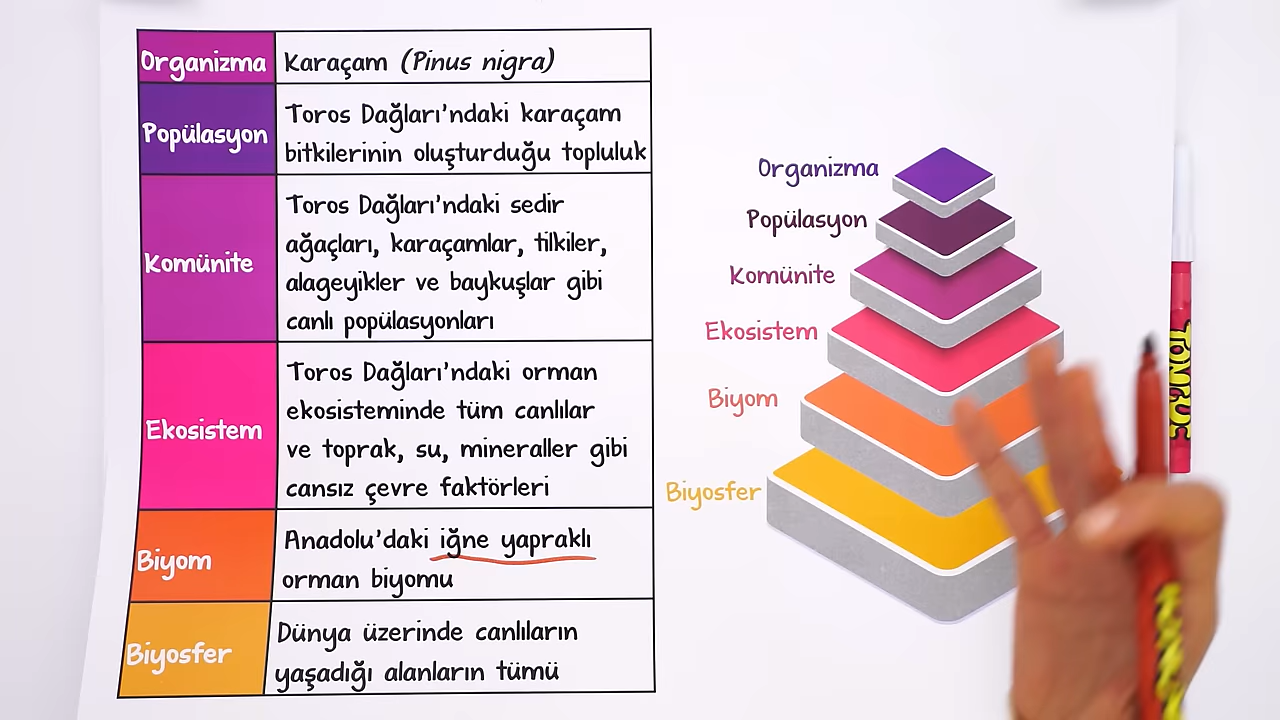 Organizma
Karaçam (Pinus nigra)
Popülasyon
Toros Dağları'ndaki karaçam
bitkilerinin oluşturduğu topluluk
Komünite
Toros Dağları'ndaki sedir
ağaçları, karaçamlar, tilkiler,
alageyikler ve baykuşlar gibi
canlı popülasyonları
Ekosistem
Toros Dağları'ndaki orman
ekosisteminde tüm canlılar
ve toprak, su, mineraller gibi
cansız çevre faktörleri
Biyom
Anadolu'daki iğne yapraklı
orman biyomu
Biyosfer
Dünya üzerinde canlıların
yaşadığı alanların tümü
Organizma
Popülasyon
Komünite
Ekosistem
Biyom
Biyosfer
TOMBUL